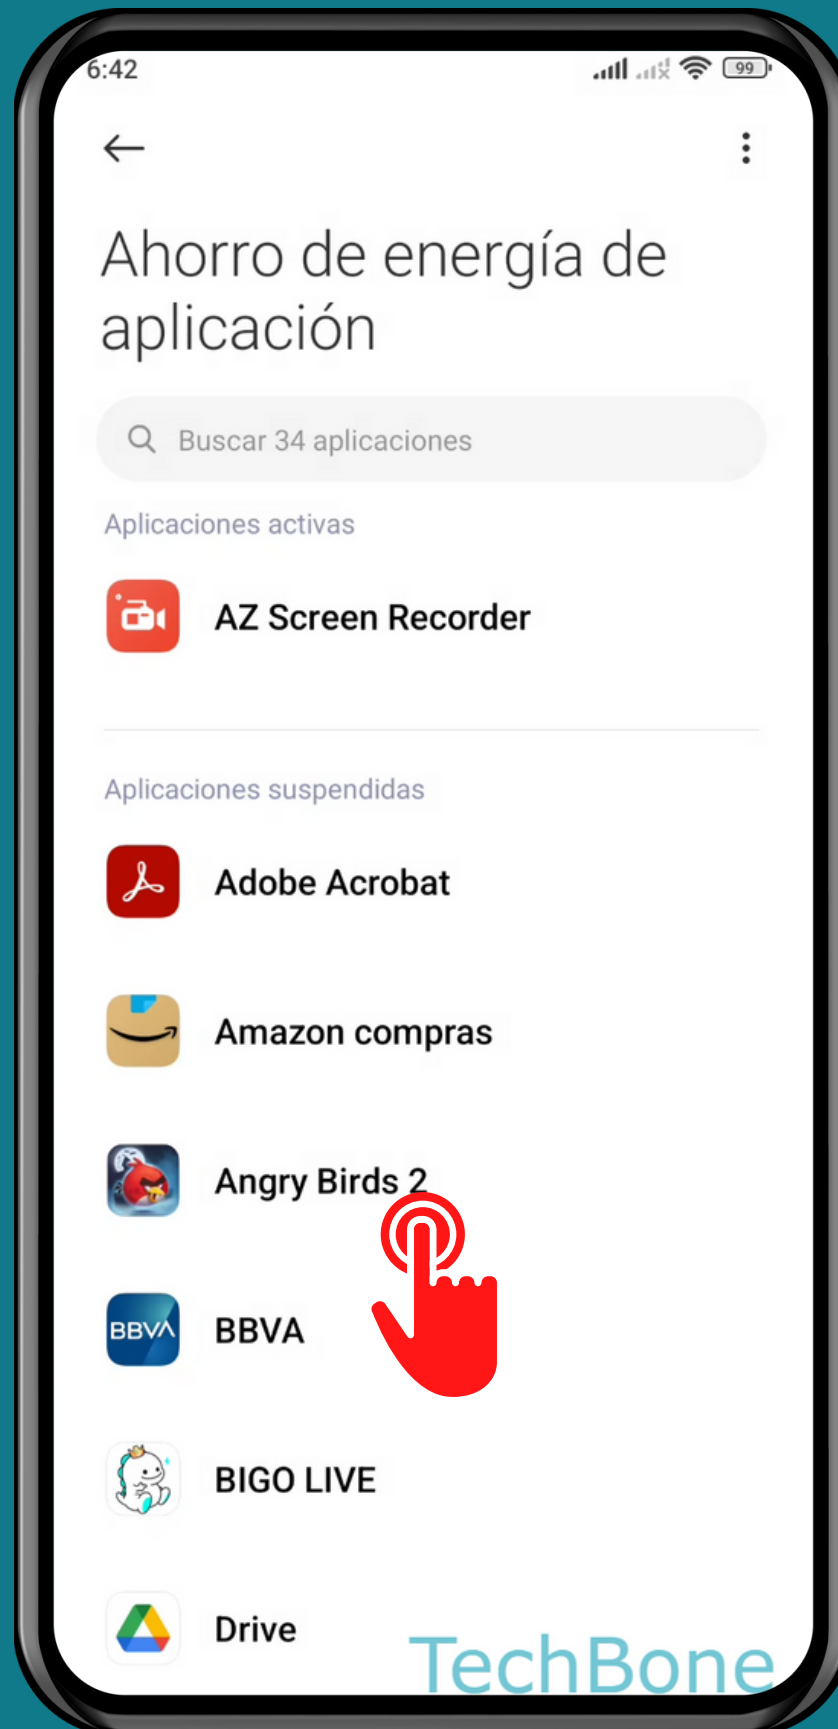 6:42
99
Ahorro de energía de
aplicación
Buscar 34 aplicaciones
Aplicaciones activas
AZ Screen Recorder
Aplicaciones suspendidas
Adobe Acrobat
Amazon compras
Angry Birds 2
BBVA
BBVA
BIGO LIVE
Drive
TechBone